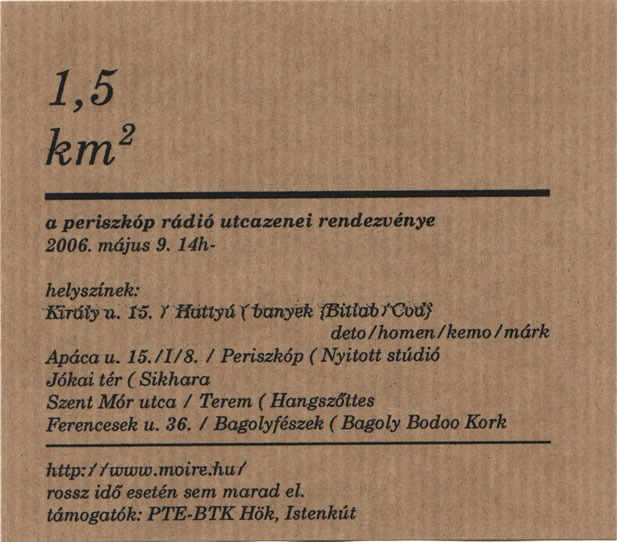 1,5
km²
a periszkóp rádió utcazenei rendezvénye
2006. május 9. 14h-
helyszínek:
Király u. 15. / Hattyú ( banyek {Bitlab / Cod}
deto/homen/kemo/márk
Apáca u. 15./I/8. / Periszkóp ( Nyitott stúdió
Jókai tér ( Sikhara
Szent Mór utca / Terem ( Hangszőttes
Ferencesek u. 36. / Bagolyfészek ( Bagoly Bodoo Kork
http://www.moire.hu/
rossz idő esetén sem marad el.
támogatók: PTE-BTK Hök, Istenkút